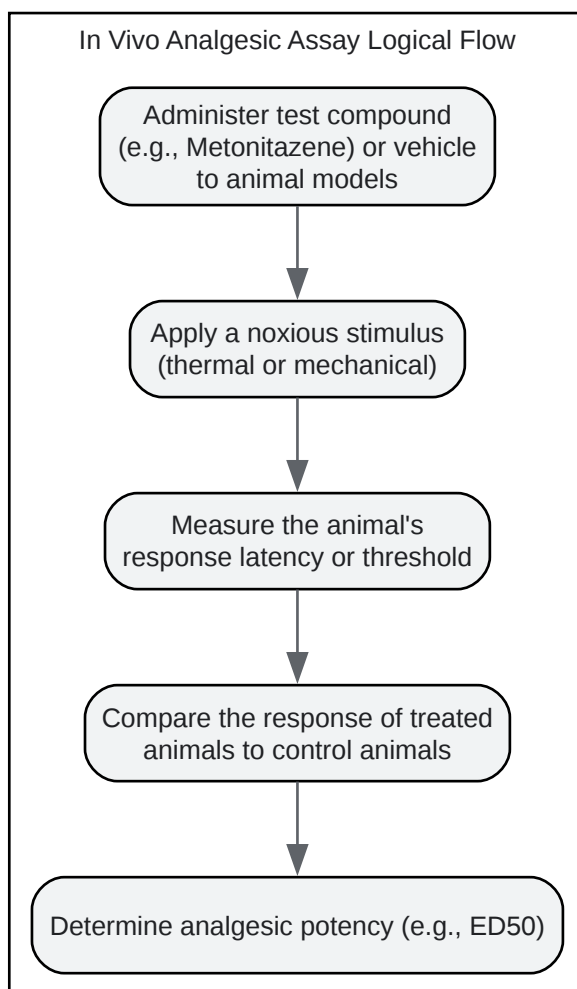 In Vivo Analgesic Assay Logical Flow
Administer test compound
(e.g., Metonitazene) or vehicle
to animal models
Apply a noxious stimulus
(thermal or mechanical)
Measure the animal's
response latency or threshold
Compare the response of treated
animals to control animals
Determine analgesic potency (e.g., ED50)